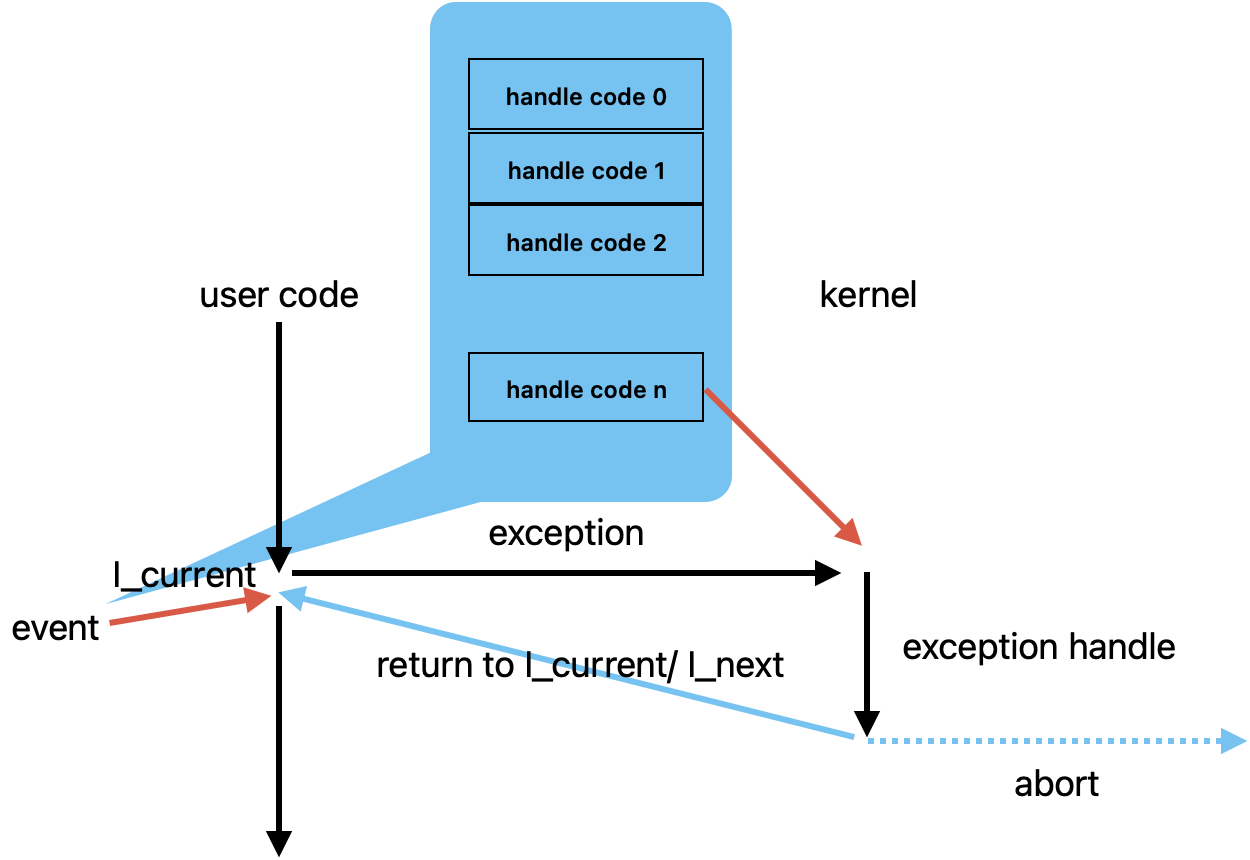 handle code 0
handle code 1
handle code 2
user code
kernel
handle code n
exception
I_current
event
exception handle
return to I_current/ I_next
abort